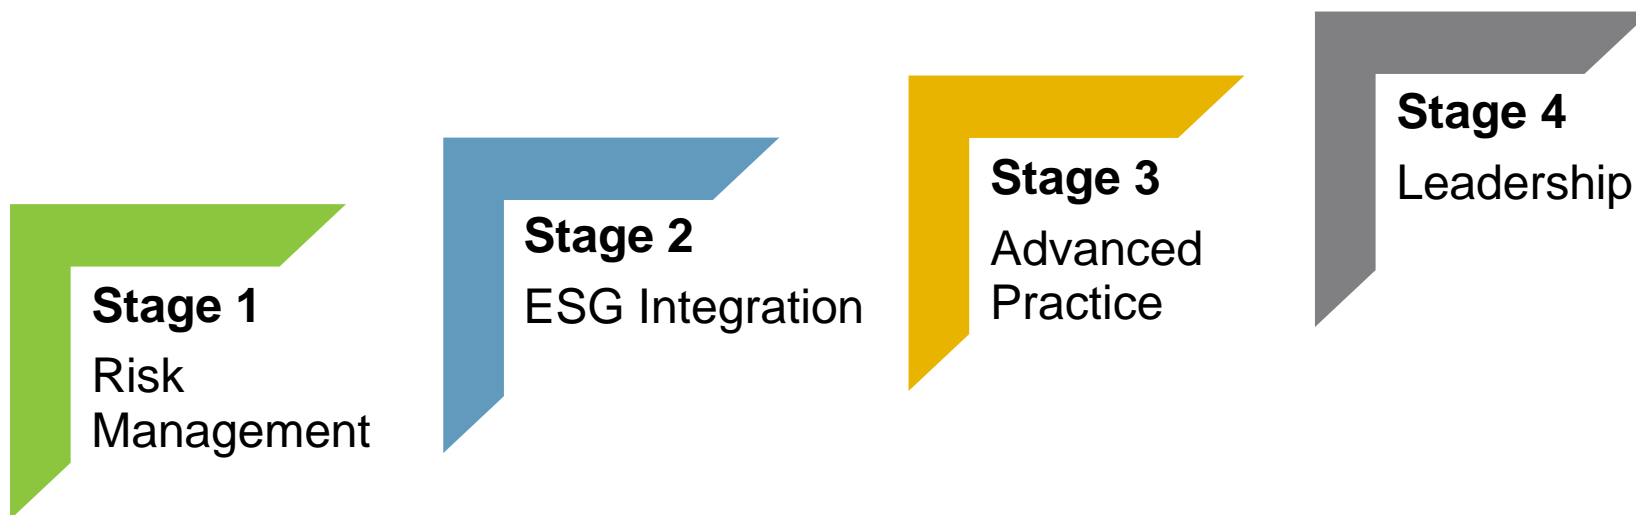 Stage 1
Risk
Management
Stage 2
ESG Integration
Stage 3
Advanced
Practice
Stage 4
Leadership